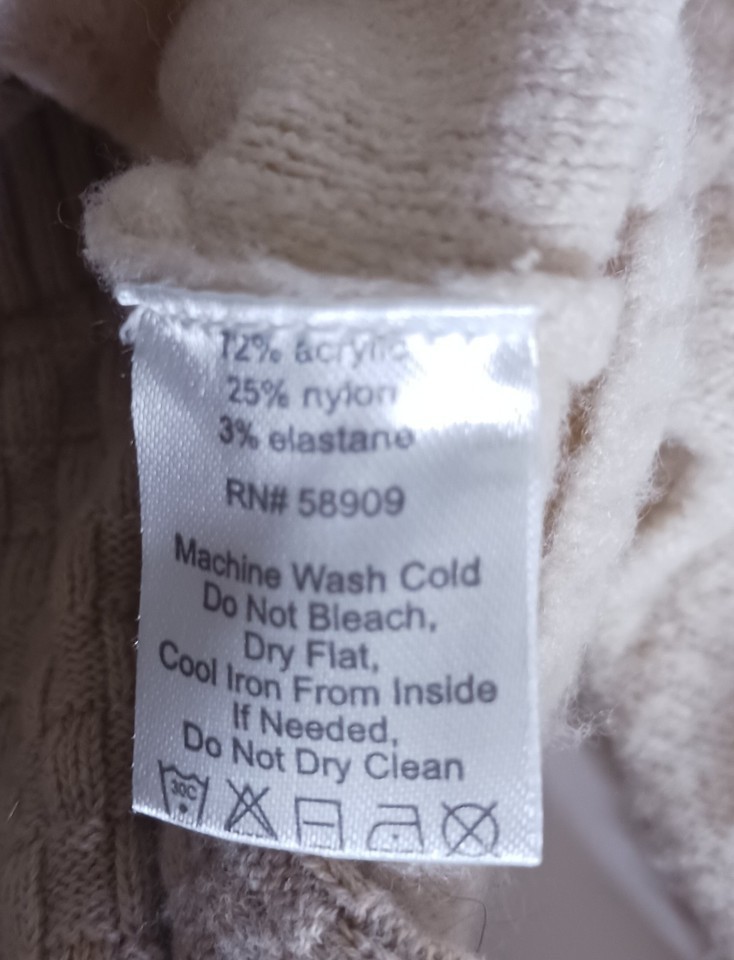 72% acrylic
25% nylon
3% elastane
RN# 58909
Machine Wash Cold
Do Not Bleach,
Dry Flat,
Cool Iron From Inside
If Needed,
Do Not Dry Clean
30C